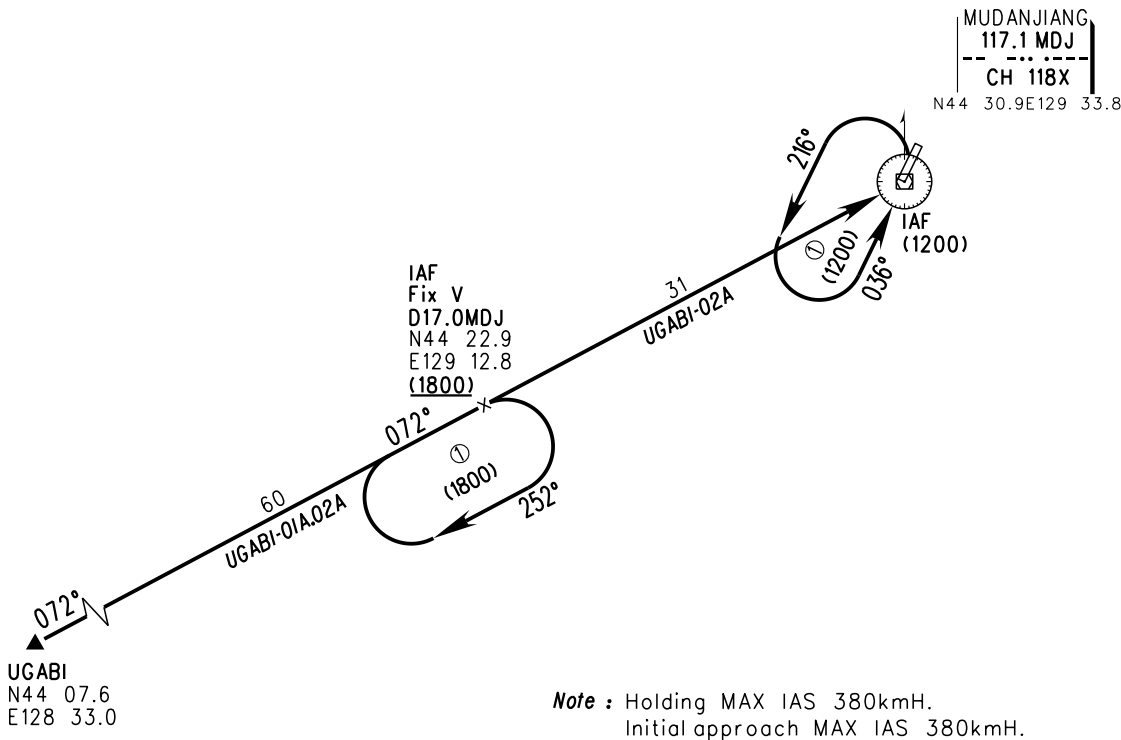 MUDANJIANG
117.1 MDJ
CH 118X
N44 30.9E129 33.8
216°
IAF
(1200)
①
(1200)
036°
IAF
Fix V
D17.0MDJ
N44 22.9
E129 12.8
(1800)
31
UGABI-02A
072°
①
(1800)
252°
60
UGABI-01A,02A
072°
UGABI
N44 07.6
E128 33.0
Note : Holding MAX IAS 380kmH.
Initial approach MAX IAS 380kmH.